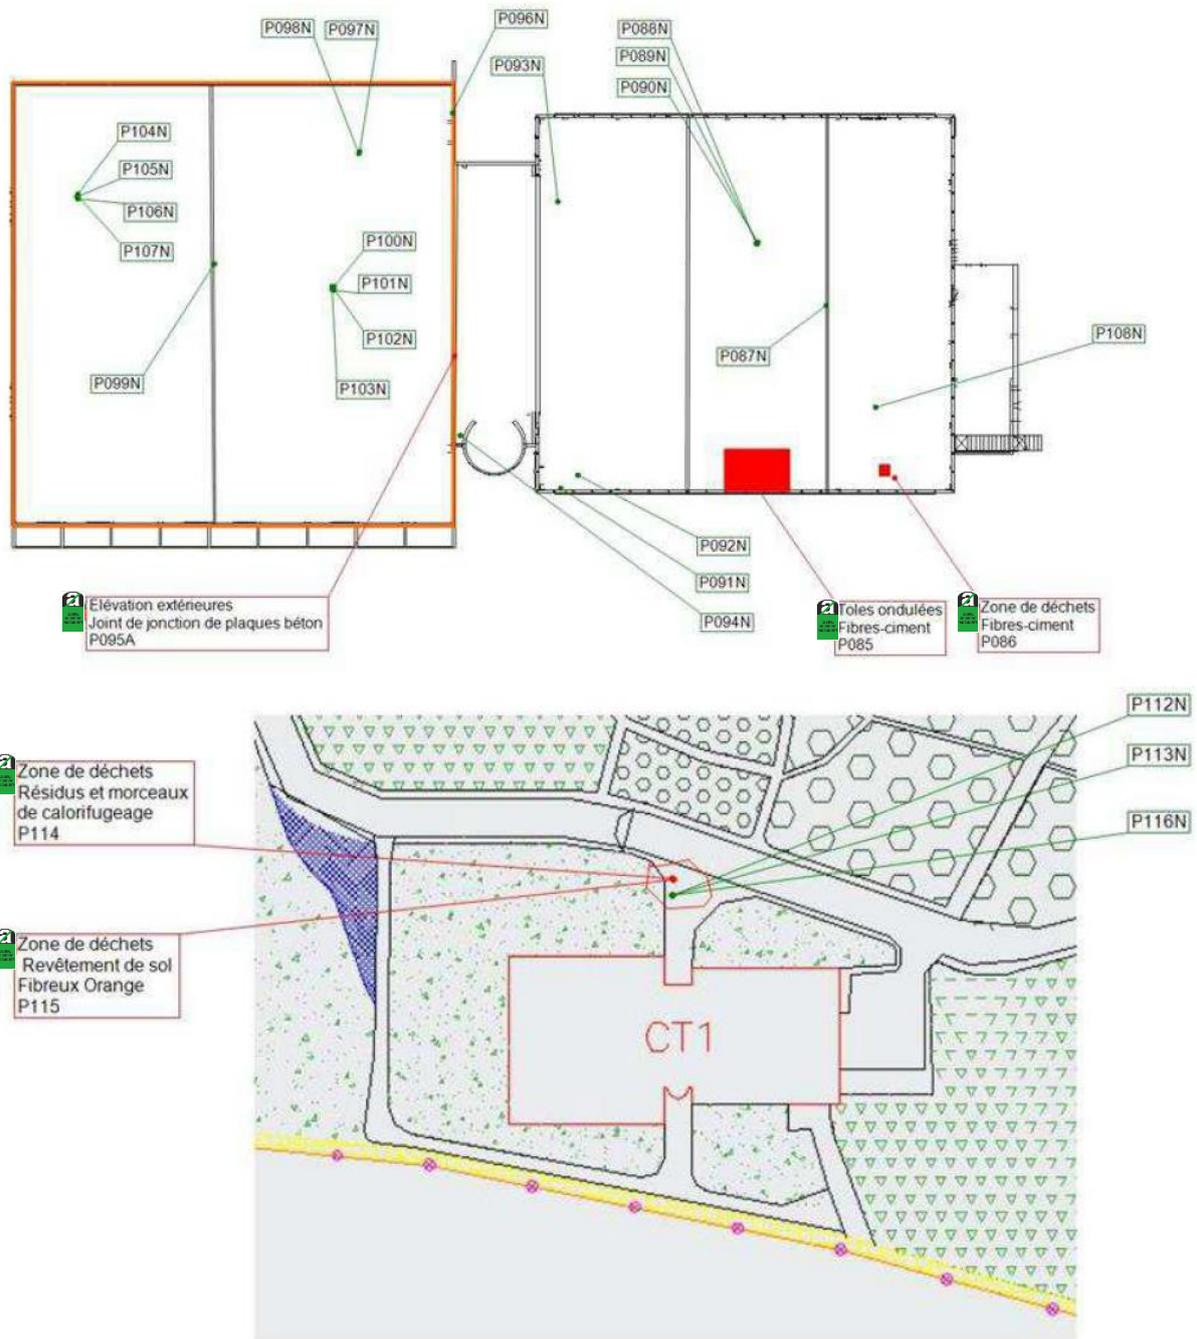 P098N
P097N
P096N
P088N
P089N
P090N
P093N
P104N
P105N
P106N
P107N
P100N
P101N
P102N
P103N
P099N
P087N
P108N
P092N
P091N
P094N
a
Elévation extérieures
Joint de jonction de plaques béton
P095A
a
Toles ondulées
Fibres-ciment
P085
a
Zone de déchets
Fibres-ciment
P086
P112N
P113N
P116N
a
Zone de déchets
Résidus et morceaux
de calorifugeage
P114
a
Zone de déchets
Revêtement de sol
Fibreux Orange
P115
CT1